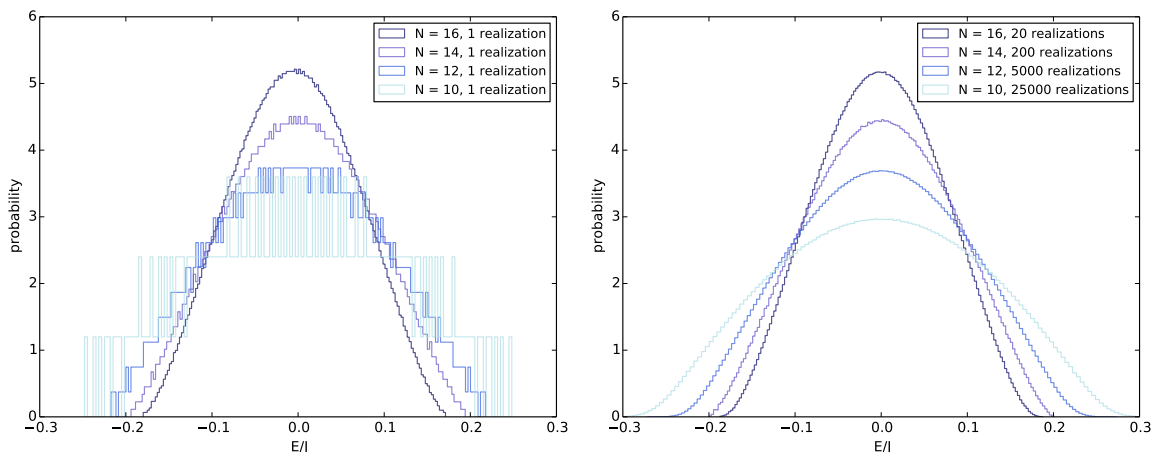 6
5
4
3
2
1
0
probability
−0.3
−0.2
−0.1
0.0
0.1
0.2
0.3
E/J
N = 16, 1 realization
N = 14, 1 realization
N = 12, 1 realization
N = 10, 1 realization
6
5
4
3
2
1
0
probability
−0.3
−0.2
−0.1
0.0
0.1
0.2
0.3
E/J
N = 16, 20 realizations
N = 14, 200 realizations
N = 12, 5000 realizations
N = 10, 25000 realizations